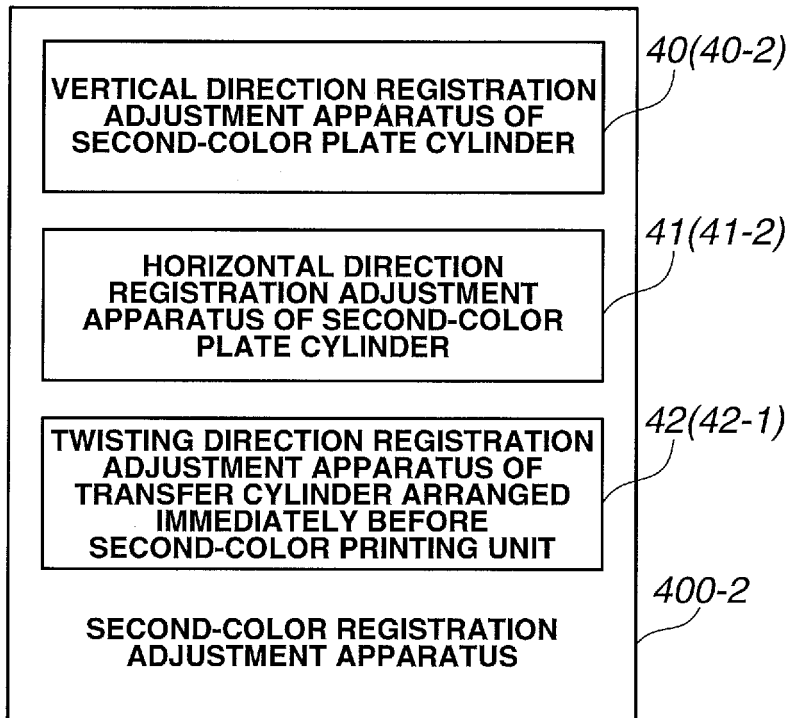 VERTICAL DIRECTION REGISTRATION
ADJUSTMENT APPARATUS OF
SECOND-COLOR PLATE CYLINDER
40(40-2)
HORIZONTAL DIRECTION
REGISTRATION ADJUSTMENT
APPARATUS OF SECOND-COLOR
PLATE CYLINDER
41(41-2)
TWISTING DIRECTION REGISTRATION
ADJUSTMENT APPARATUS OF
TRANSFER CYLINDER ARRANGED
IMMEDIATELY BEFORE
SECOND-COLOR PRINTING UNIT
42(42-1)
SECOND-COLOR REGISTRATION
ADJUSTMENT APPARATUS
400-2